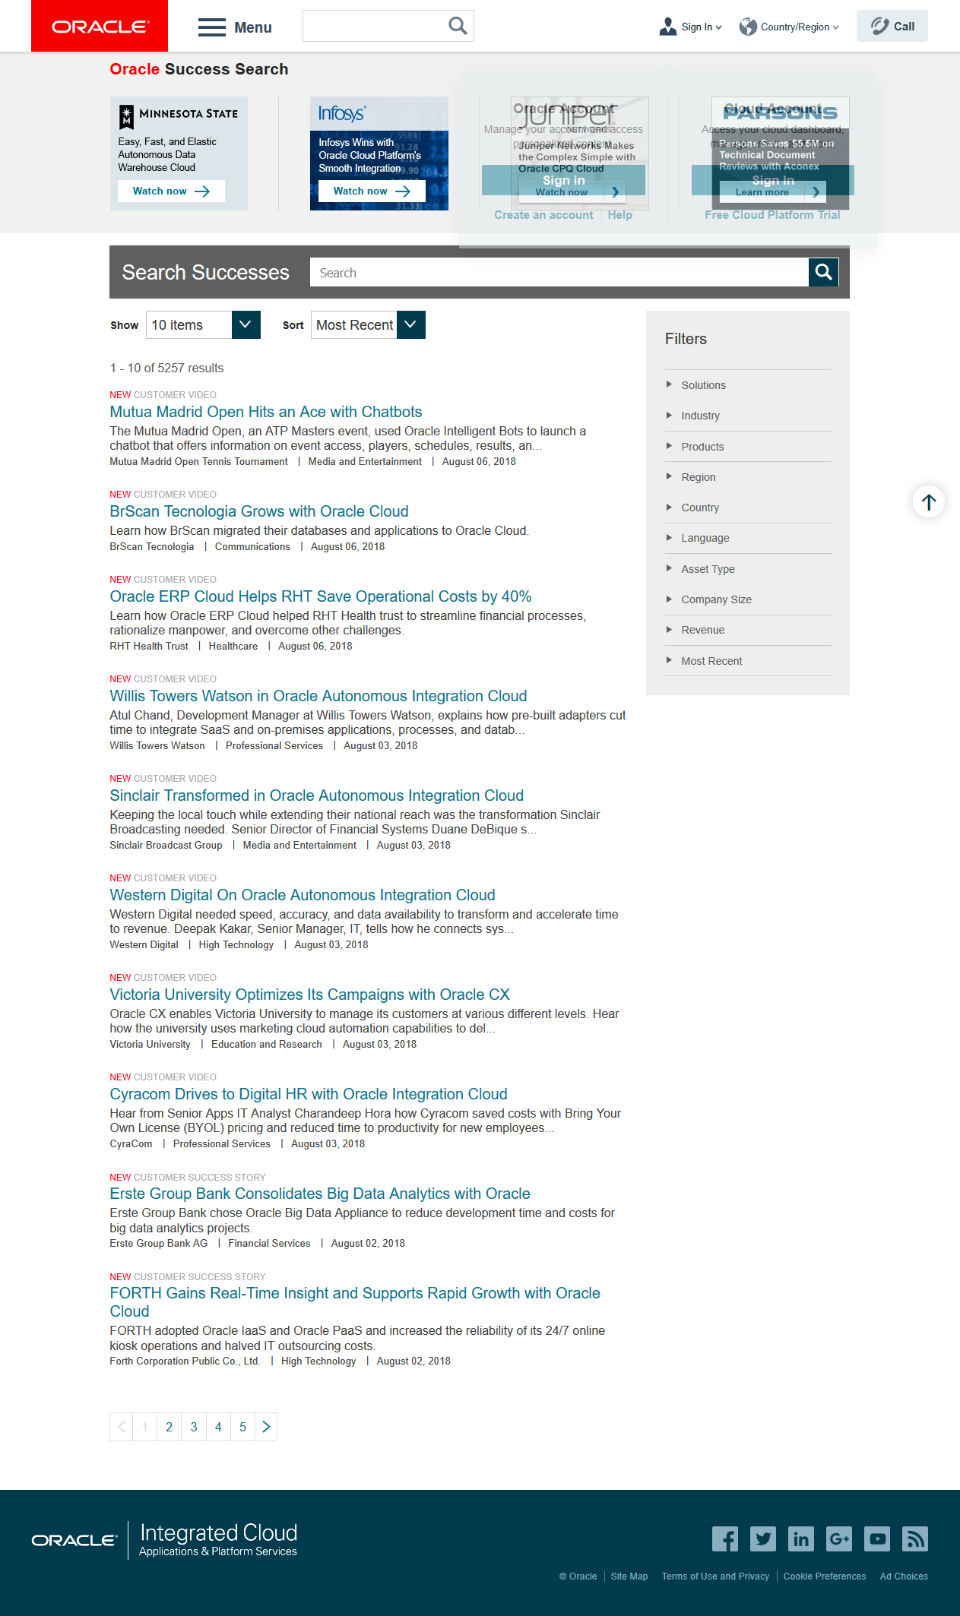 ORACLE
Menu
Sign In
Country/Region
Call
Oracle Success Search
MINNESOTA STATE
Easy, Fast, and Elastic
Autonomous Data
Warehouse Cloud
Watch now
Infosys
Infosys Wins with
Oracle Cloud Platform's
Smooth Integration
Watch now
Oracle Account
Manage your account and access
Sign in
Create an account
Help
Juniper
Juniper Networks Makes
the Complex Simple with
Oracle CPQ Cloud
Watch now
Cloud Account
Access your cloud dashboard,
Sign In
Free Cloud Platform Trial
PARSONS
Parsons Saves $5.5M on
Technical Document
Reviews with Aconex
Learn more
Search Successes
Search
Show
10 items
Sort
Most Recent
1 - 10 of 5257 results
NEW CUSTOMER VIDEO
Mutua Madrid Open Hits an Ace with Chatbots
The Mutua Madrid Open, an ATP Masters event, used Oracle Intelligent Bots to launch a
chatbot that offers information on event access, players, schedules, results, an...
Mutua Madrid Open Tennis Tournament | Media and Entertainment | August 06, 2018
NEW CUSTOMER VIDEO
BrScan Tecnologia Grows with Oracle Cloud
Learn how BrScan migrated their databases and applications to Oracle Cloud.
BrScan Tecnologia | Communications | August 06, 2018
NEW CUSTOMER VIDEO
Oracle ERP Cloud Helps RHT Save Operational Costs by 40%
Learn how Oracle ERP Cloud helped RHT Health trust to streamline financial processes,
rationalize manpower, and overcome other challenges.
RHT Health Trust | Healthcare | August 06, 2018
NEW CUSTOMER VIDEO
Willis Towers Watson in Oracle Autonomous Integration Cloud
Atul Chand, Development Manager at Willis Towers Watson, explains how pre-built adapters cut
time to integrate SaaS and on-premises applications, processes, and datab...
Willis Towers Watson | Professional Services | August 03, 2018
NEW CUSTOMER VIDEO
Sinclair Transformed in Oracle Autonomous Integration Cloud
Keeping the local touch while extending their national reach was the transformation Sinclair
Broadcasting needed. Senior Director of Financial Systems Duane DeBique s...
Sinclair Broadcast Group | Media and Entertainment | August 03, 2018
NEW CUSTOMER VIDEO
Western Digital On Oracle Autonomous Integration Cloud
Western Digital needed speed, accuracy, and data availability to transform and accelerate time
to revenue. Deepak Kakar, Senior Manager, IT, tells how he connects sys...
Western Digital | High Technology | August 03, 2018
NEW CUSTOMER VIDEO
Victoria University Optimizes Its Campaigns with Oracle CX
Oracle CX enables Victoria University to manage its customers at various different levels. Hear
how the university uses marketing cloud automation capabilities to del...
Victoria University | Education and Research | August 03, 2018
NEW CUSTOMER VIDEO
Cyracom Drives to Digital HR with Oracle Integration Cloud
Hear from Senior Apps IT Analyst Charandeep Hora how Cyracom saved costs with Bring Your
Own License (BYOL) pricing and reduced time to productivity for new employees...
CyraCom | Professional Services | August 03, 2018
NEW CUSTOMER SUCCESS STORY
Erste Group Bank Consolidates Big Data Analytics with Oracle
Erste Group Bank chose Oracle Big Data Appliance to reduce development time and costs for
big data analytics projects.
Erste Group Bank AG | Financial Services | August 02, 2018
NEW CUSTOMER SUCCESS STORY
FORTH Gains Real-Time Insight and Supports Rapid Growth with Oracle
Cloud
FORTH adopted Oracle IaaS and Oracle PaaS and increased the reliability of its 24/7 online
kiosk operations and halved IT outsourcing costs.
Forth Corporation Public Co., Ltd. | High Technology | August 02, 2018
Filters
Solutions
Industry
Products
Region
Country
Language
Asset Type
Company Size
Revenue
Most Recent
1 2 3 4 5
ORACLE
Integrated Cloud
Applications & Platform Services
© Oracle | Site Map Terms of Use and Privacy | Cookie Preferences Ad Choices